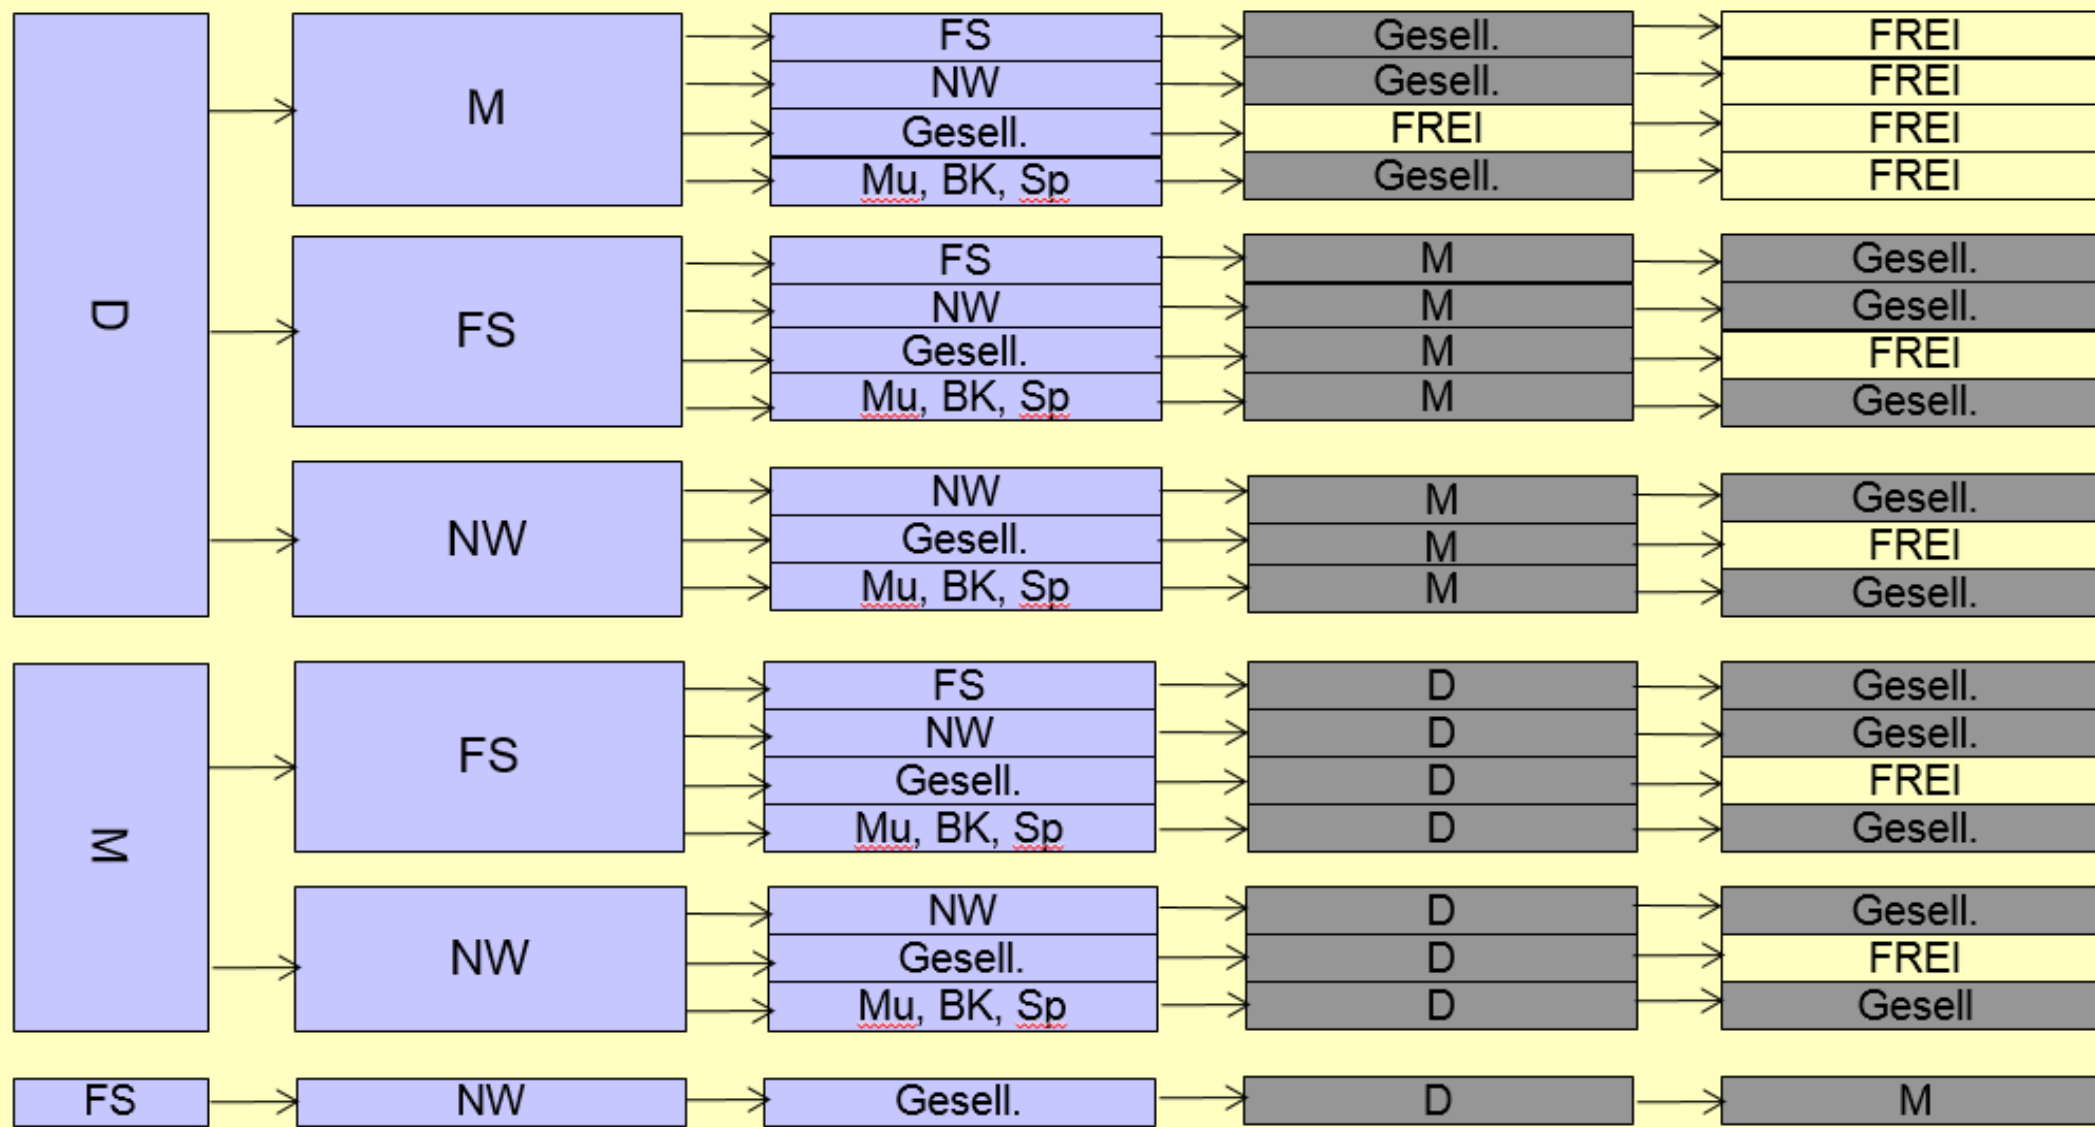 D
M
FS Gesell. FREI
NW Gesell. FREI
Gesell. FREI FREI
Mu, BK, Sp Gesell. FREI
FS
FS M Gesell.
NW M Gesell.
Gesell. M FREI
Mu, BK, Sp M Gesell.
NW
NW M Gesell.
Gesell. M FREI
Mu, BK, Sp M Gesell.
M
FS
FS D Gesell.
NW D Gesell.
Gesell. D FREI
Mu, BK, Sp D Gesell.
NW
NW D Gesell.
Gesell. D FREI
Mu, BK, Sp D Gesell
FS NW Gesell. D M